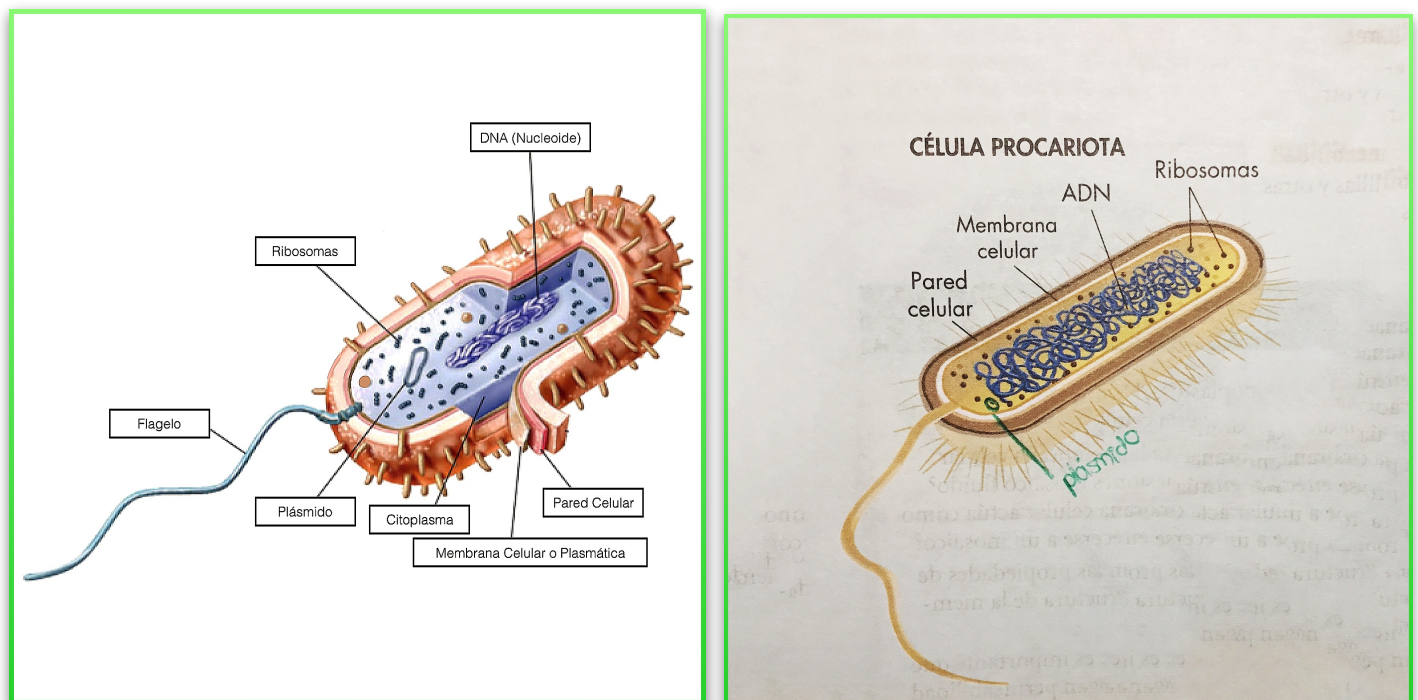 DNA (Nucleoide)
Ribosomas
Flagelo
Plásmido
Citoplasma
Pared Celular
Membrana Celular o Plasmática
CÉLULA PROCARIOTA
Ribosomas
ADN
Membrana
celular
Pared
celular
plásmido